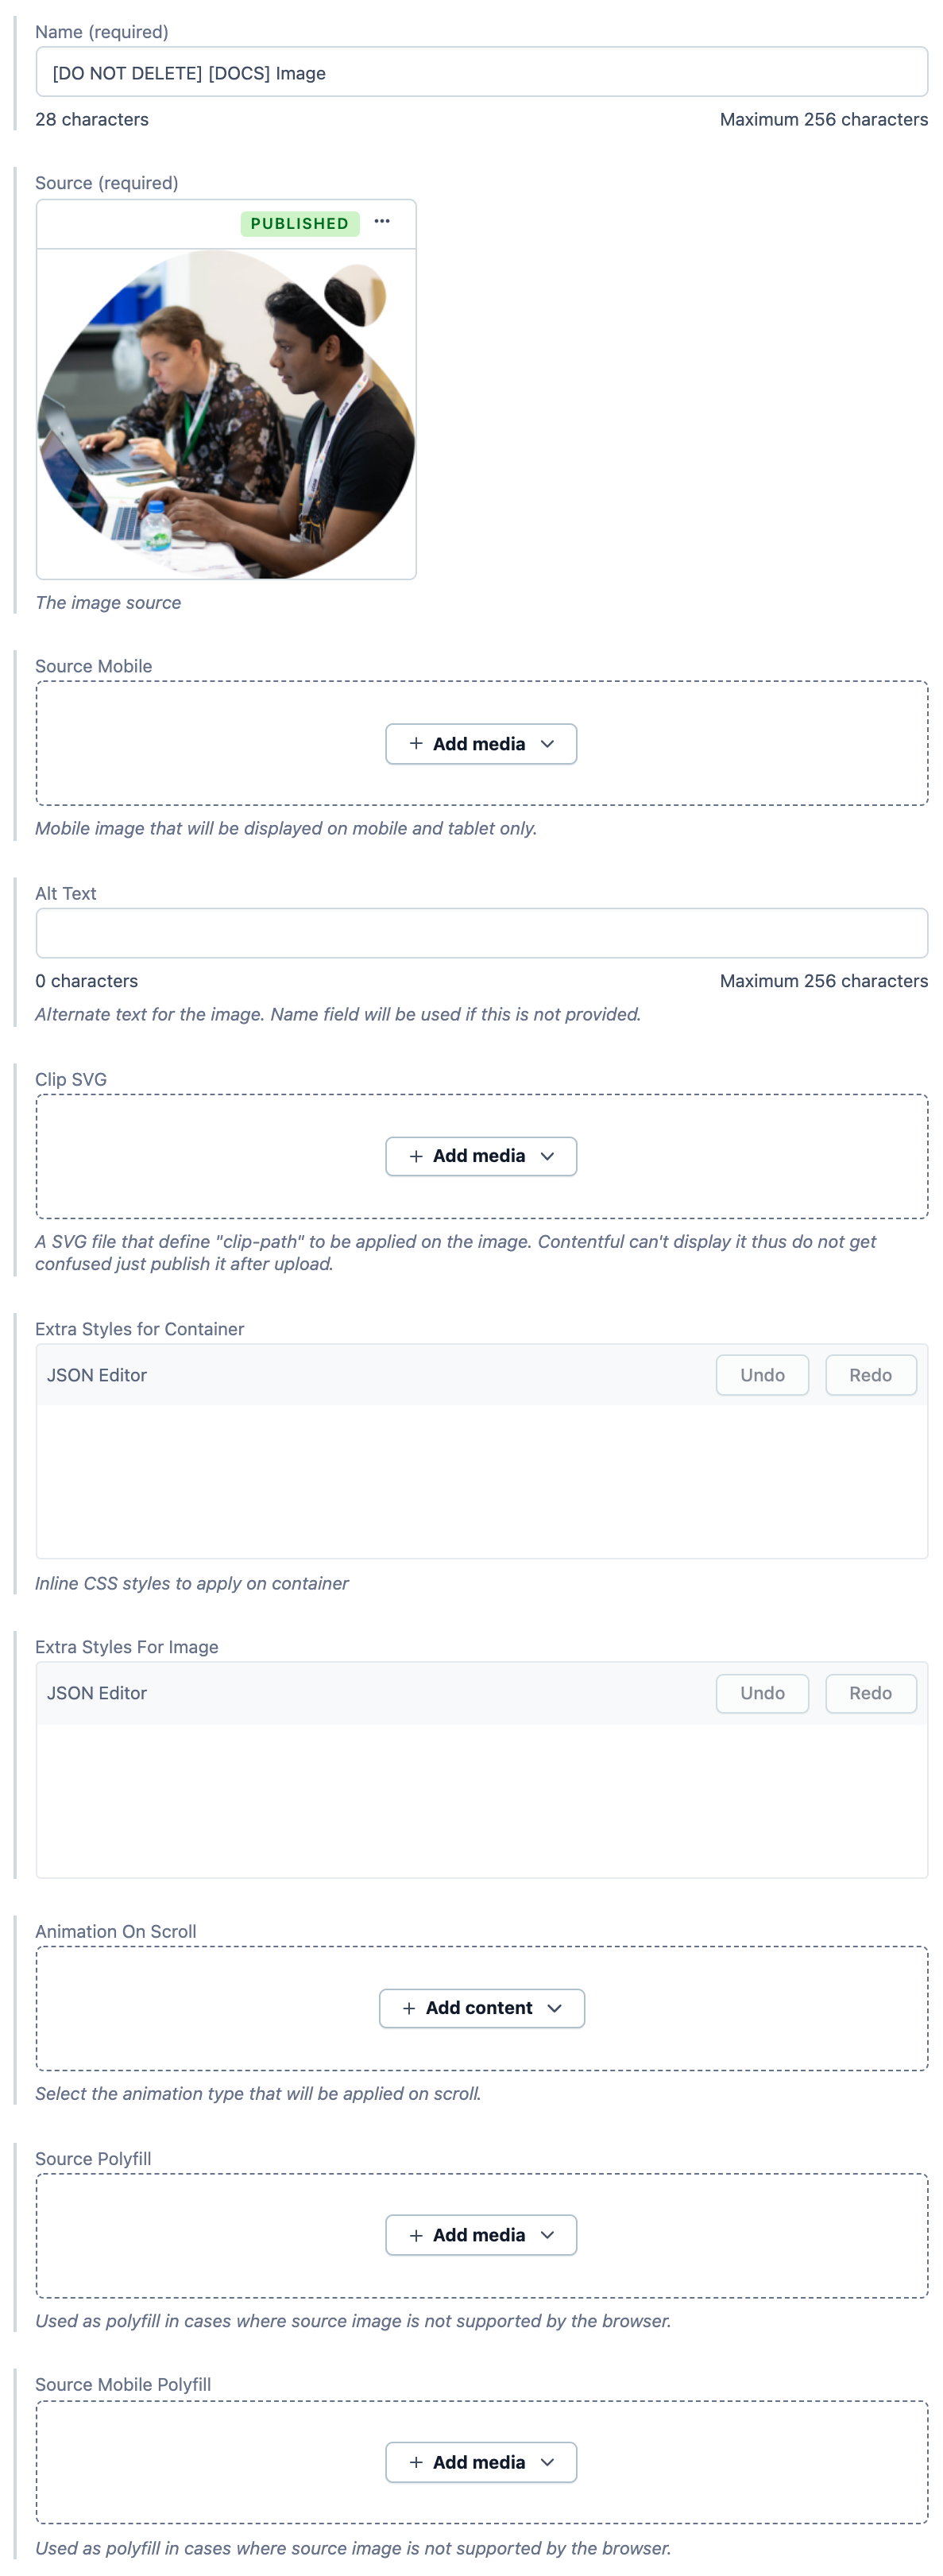 Name (required)
[DO NOT DELETE] [DOCS] Image
28 characters
Maximum 256 characters
Source (required)
PUBLISHED
The image source
Source Mobile
Add media
Mobile image that will be displayed on mobile and tablet only.
Alt Text
0 characters
Maximum 256 characters
Alternate text for the image. Name field will be used if this is not provided.
Clip SVG
Add media
A SVG file that define "clip-path" to be applied on the image. Contentful can't display it thus do not get
confused just publish it after upload.
Extra Styles for Container
JSON Editor
Undo
Redo
Inline CSS styles to apply on container
Extra Styles For Image
JSON Editor
Undo
Redo
Animation On Scroll
Add content
Select the animation type that will be applied on scroll.
Source Polyfill
Add media
Used as polyfill in cases where source image is not supported by the browser.
Source Mobile Polyfill
Add media
Used as polyfill in cases where source image is not supported by the browser.